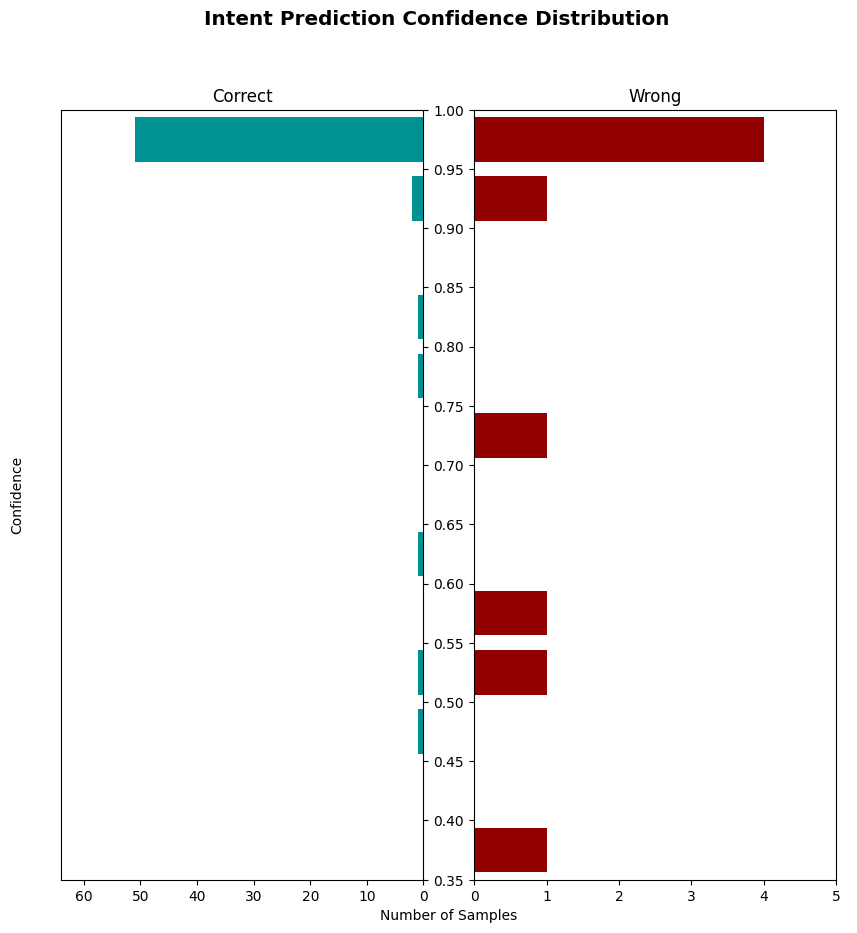 Intent Prediction Confidence Distribution
Correct
Wrong
1.00
0.95
0.90
0.85
0.80
0.75
0.70
0.65
0.60
0.55
0.50
0.45
0.40
0.35
Confidence
60 50 40 30 20 10 0
0 1 2 3 4 5
Number of Samples